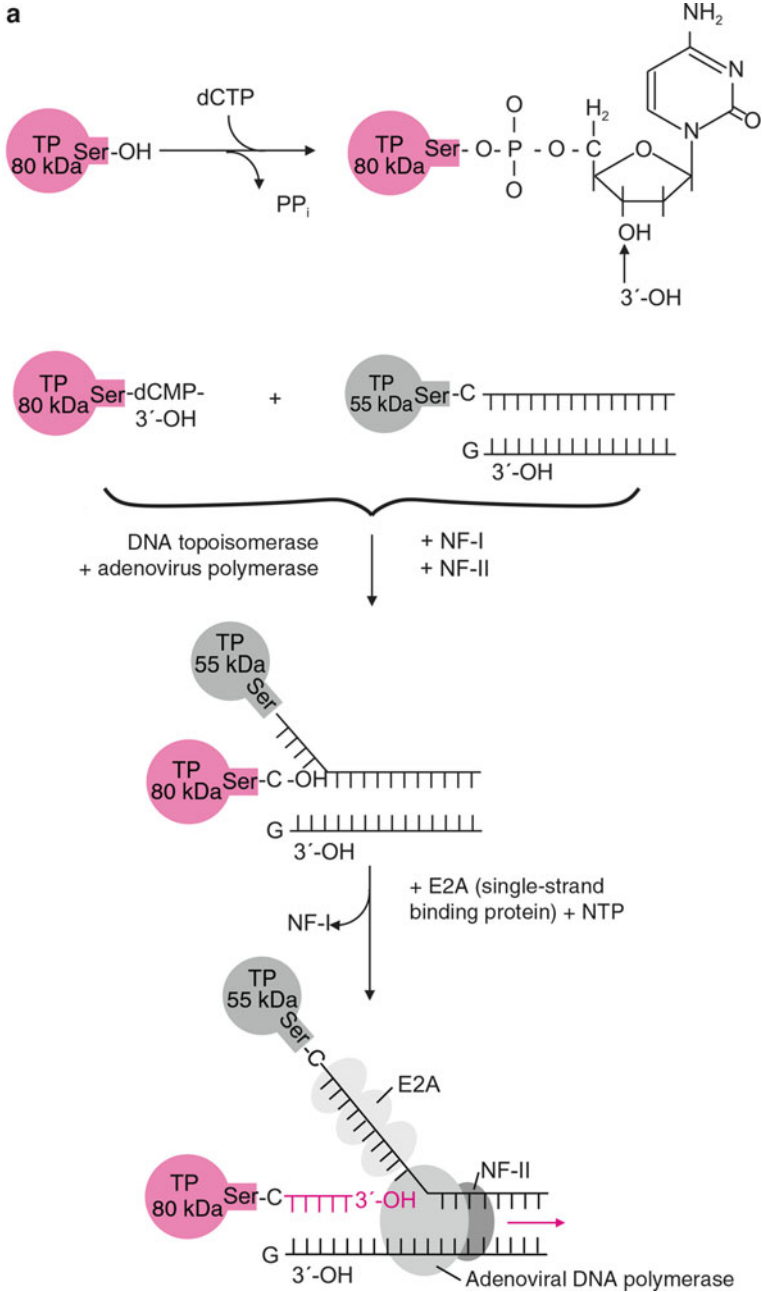 a
NH₂
dCTP
TP
80 kDa
Ser
-OH
PPᵢ
TP
80 kDa
Ser
- O - P - O - C
O
O
H₂
O
N
N
O
OH
3´-OH
TP
80 kDa
Ser
-dCMP-
3´-OH
+
TP
55 kDa
Ser
-C
G
3´-OH
DNA topoisomerase
+ adenovirus polymerase
+ NF-I
+ NF-II
TP
55 kDa
Ser
TP
80 kDa
Ser
-C -OH
G
3´-OH
+ E2A (single-strand
binding protein) + NTP
NF-I
TP
55 kDa
Ser
-C
E2A
NF-II
TP
80 kDa
Ser
-C
3´-OH
G
3´-OH
Adenoviral DNA polymerase